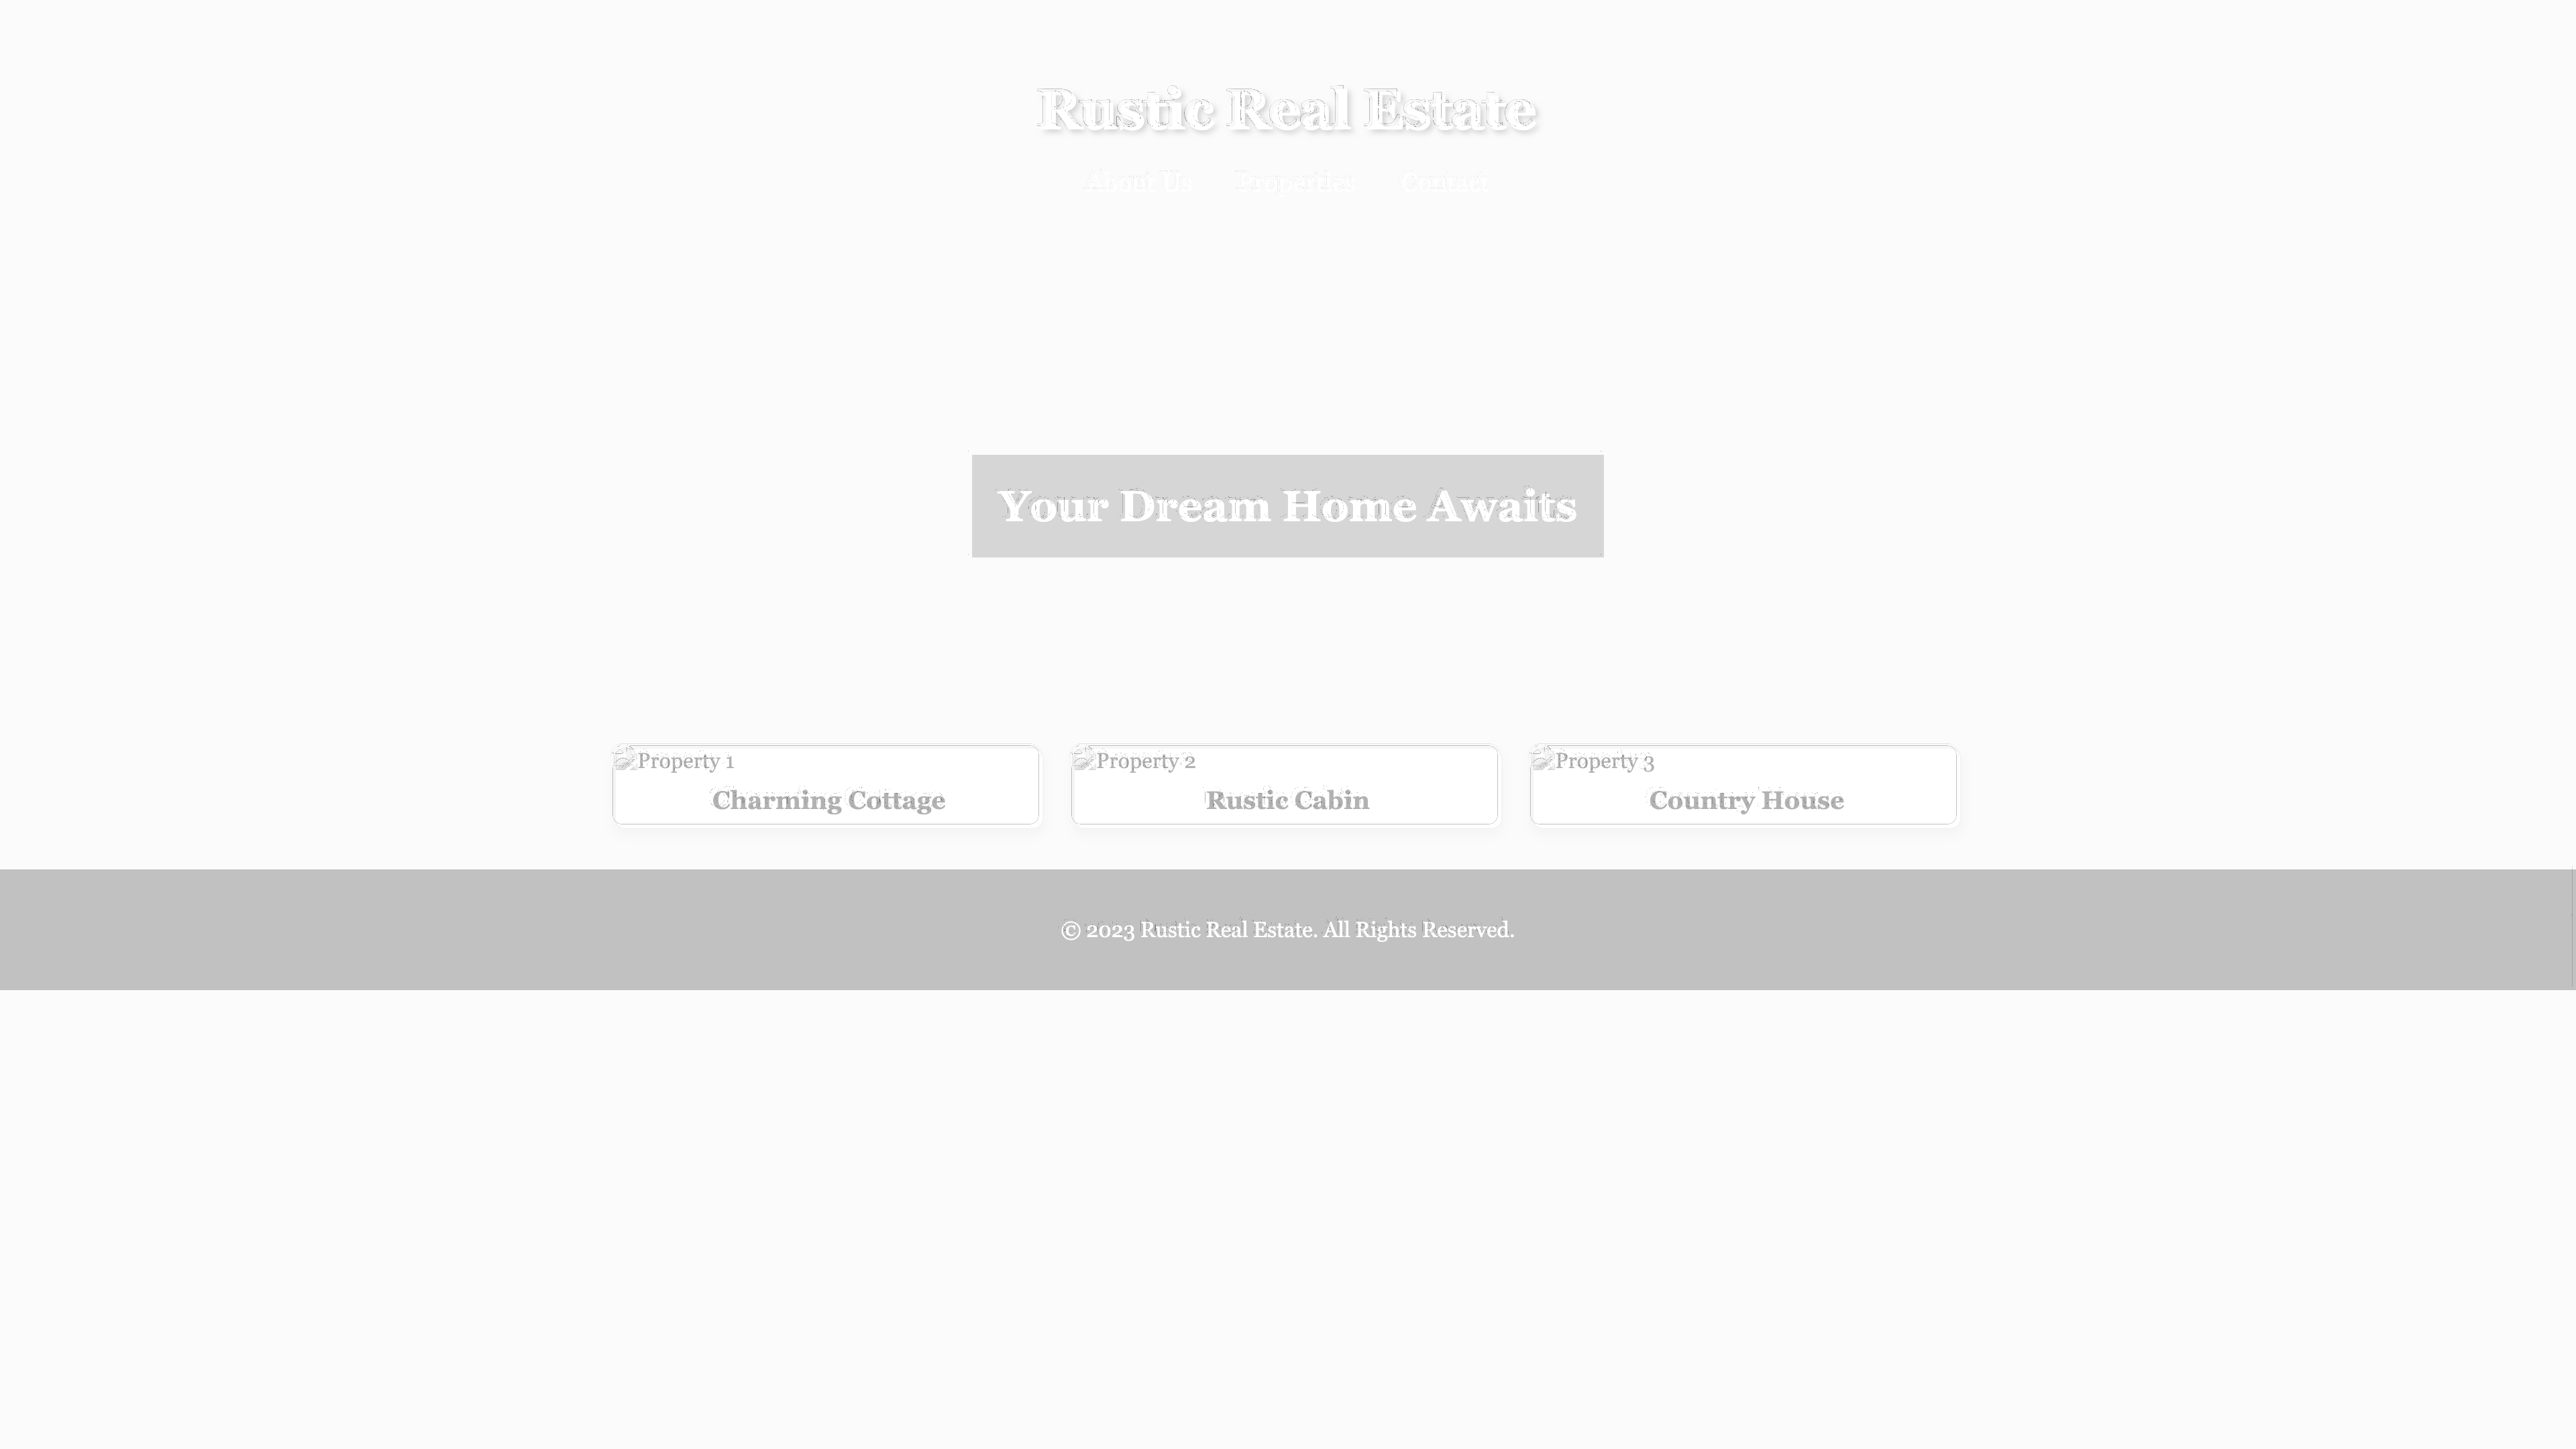 Rustic Real Estate
About Us Properties Contact
Your Dream Home Awaits
Property 1 Property 2 Property 3
Charming Cottage Rustic Cabin Country House
© 2023 Rustic Real Estate. All Rights Reserved.